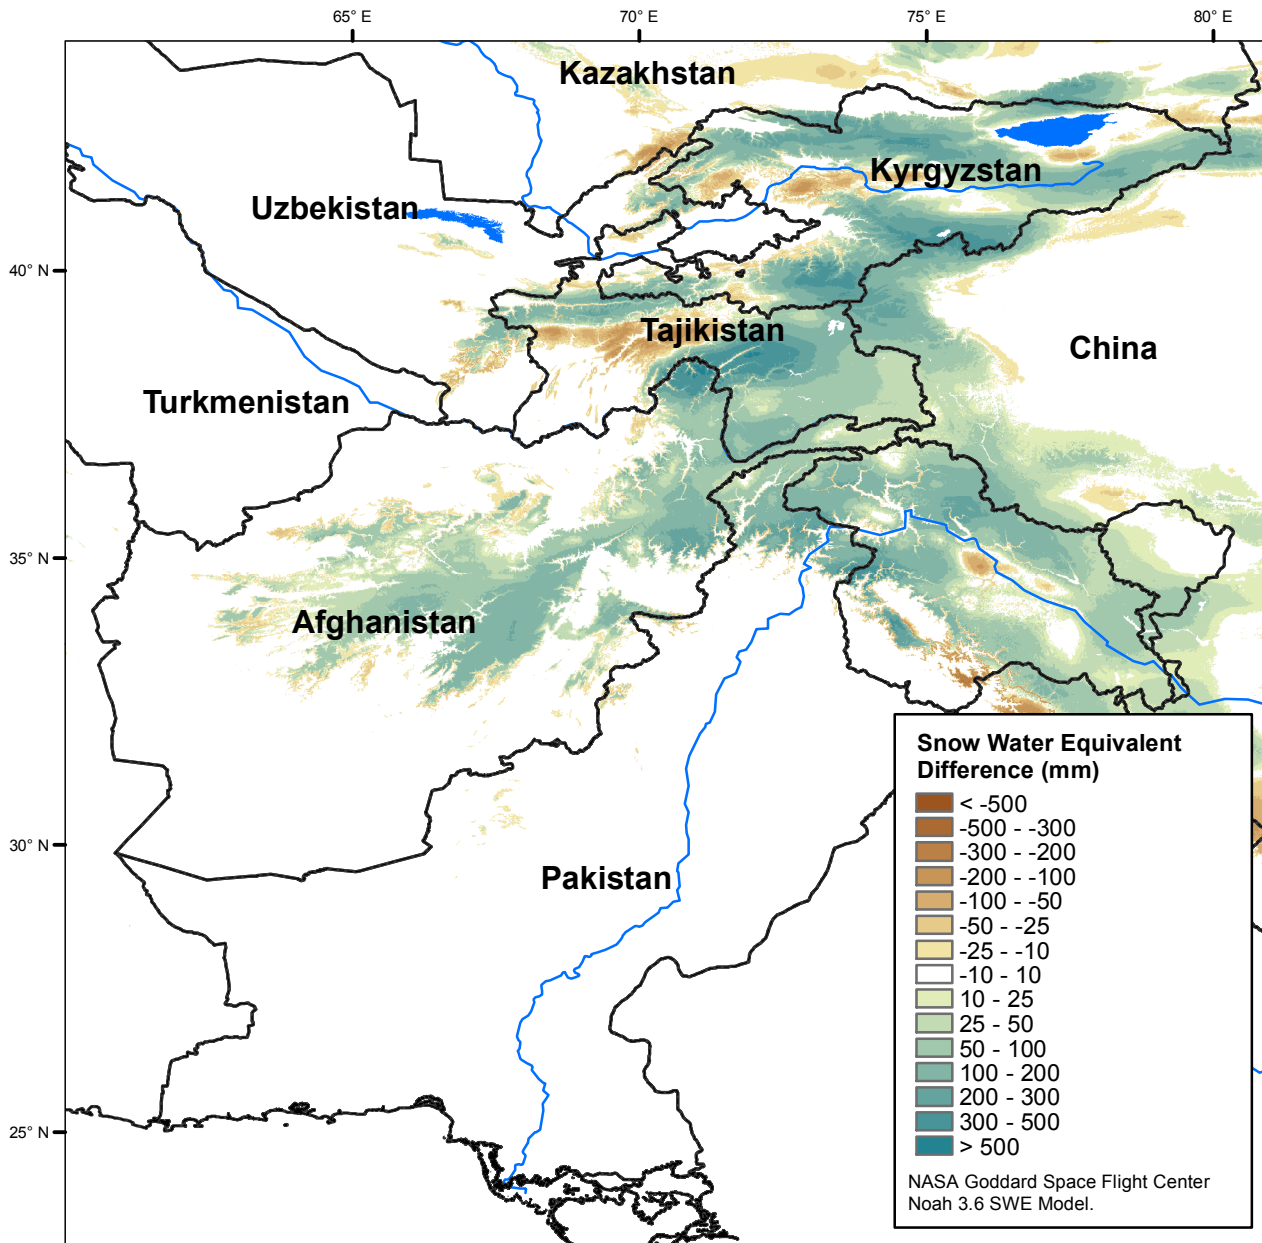 65° E
70° E
75° E
80° E
Kazakhstan
Kyrgyzstan
Uzbekistan
40° N
Tajikistan
China
Turkmenistan
35° N
Afghanistan
30° N
Pakistan
25° N
Snow Water Equivalent
Difference (mm)
< -500
-500 - -300
-300 - -200
-200 - -100
-100 - -50
-50 - -25
-25 - -10
-10 - 10
10 - 25
25 - 50
50 - 100
100 - 200
200 - 300
300 - 500
> 500
NASA Goddard Space Flight Center
Noah 3.6 SWE Model.